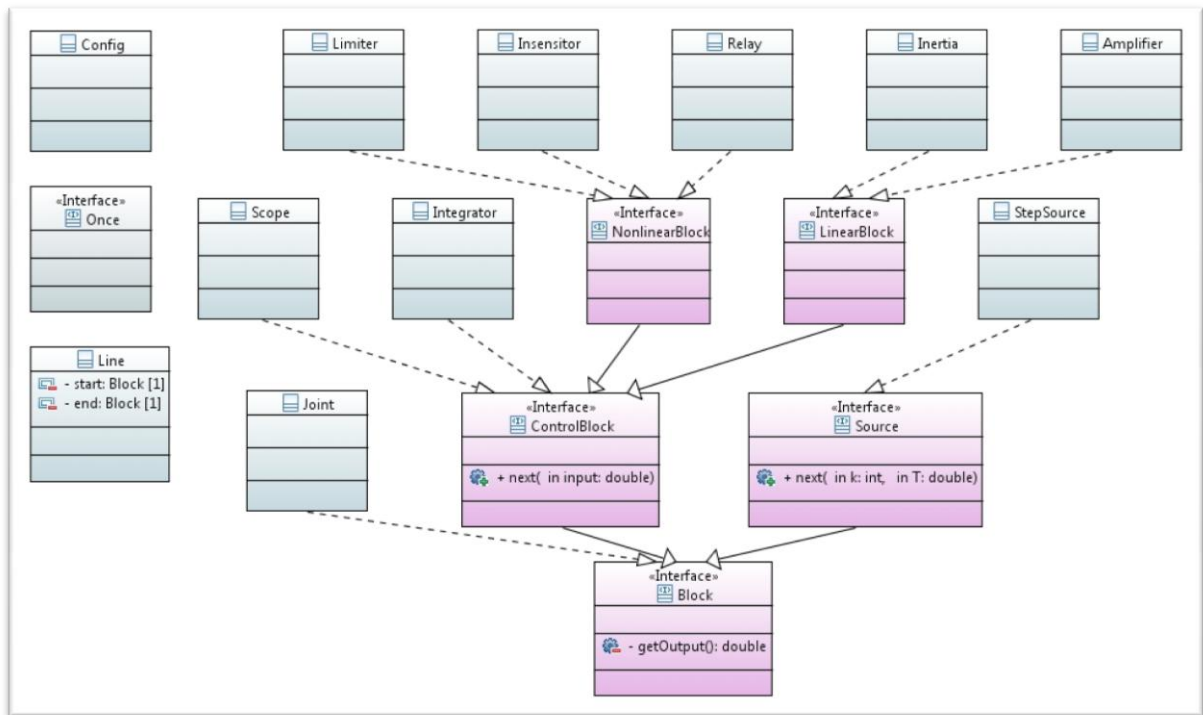 Config
Limiter
Insensitor
Relay
Inertia
Amplifier
«Interface»
Once
Scope
Integrator
«Interface»
NonlinearBlock
«Interface»
LinearBlock
StepSource
Line
- start: Block [1]
- end: Block [1]
Joint
«Interface»
ControlBlock
+ next( in input: double)
«Interface»
Source
+ next( in k: int, in T: double)
«Interface»
Block
- getOutput(): double